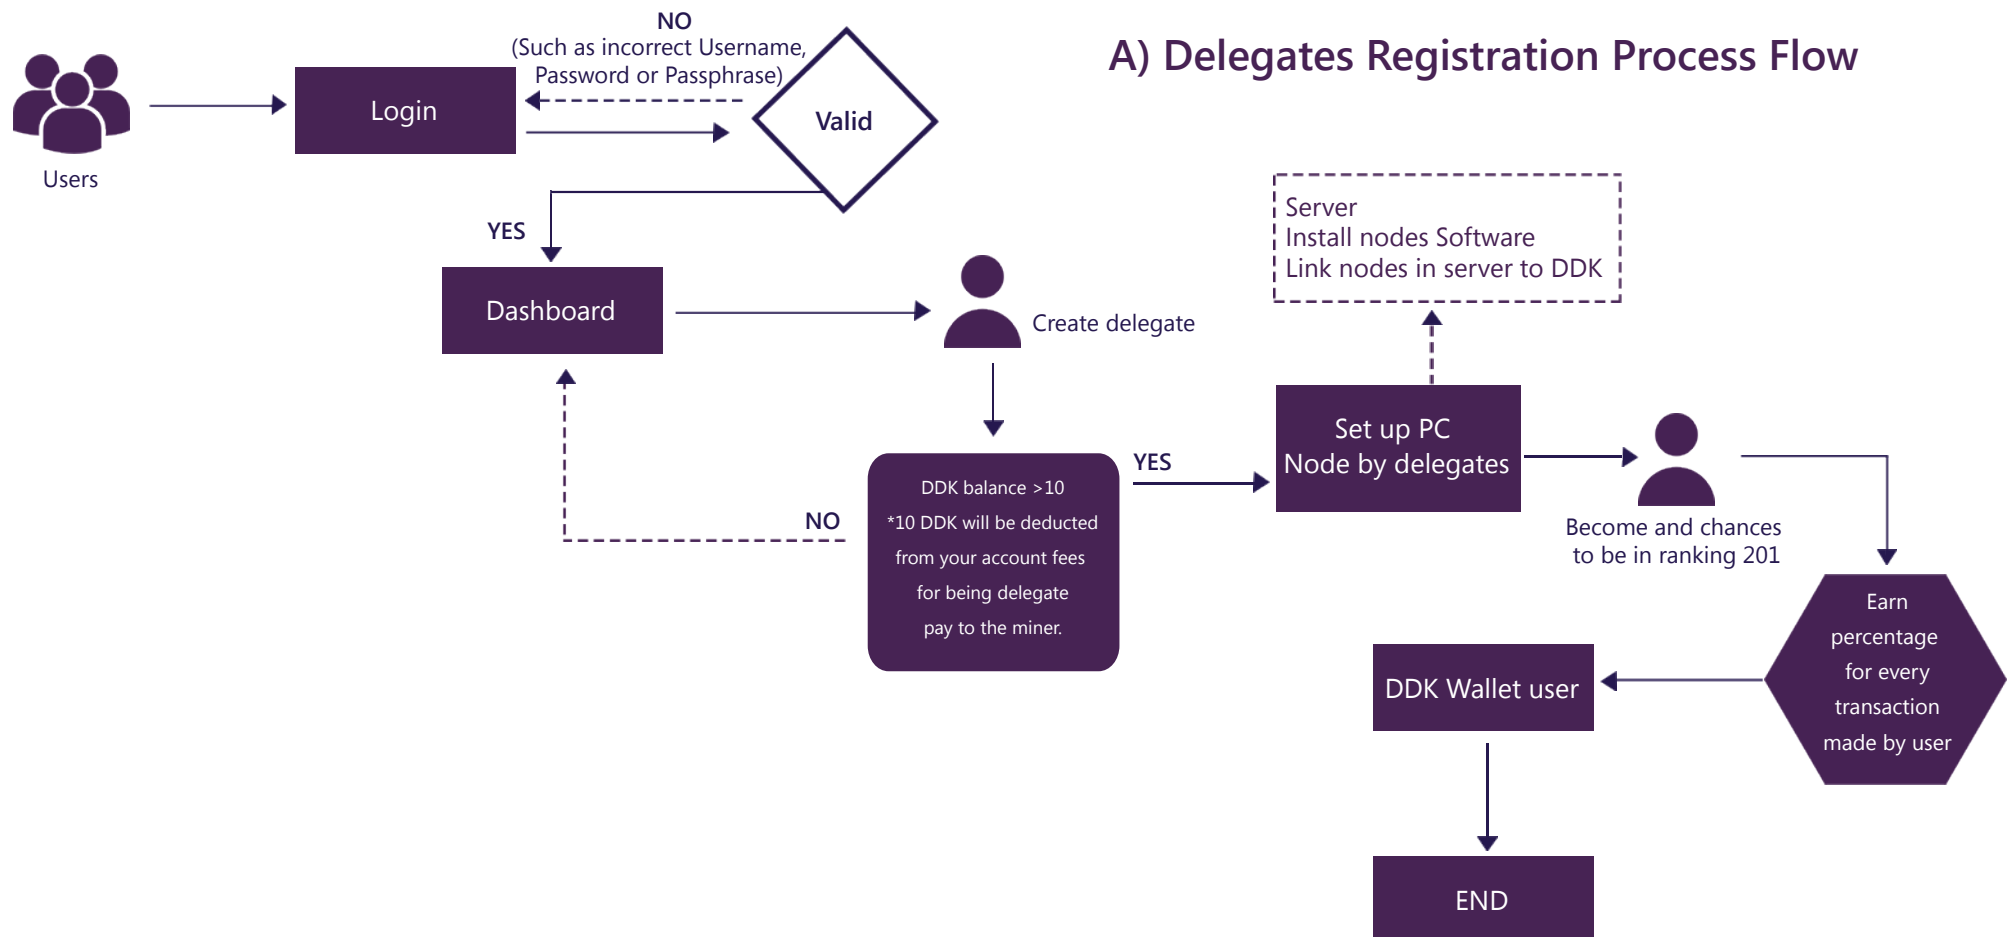 A) Delegates Registration Process Flow
NO
(Such as incorrect Username,
Password or Passphrase)
Login
Valid
Users
YES
Dashboard
Create delegate
Server
Install nodes Software
Link nodes in server to DDK
DDK balance >10
*10 DDK will be deducted
from your account fees
for being delegate
pay to the miner.
NO
YES
Set up PC
Node by delegates
Become and chances
to be in ranking 201
Earn
percentage
for every
transaction
made by user
DDK Wallet user
END